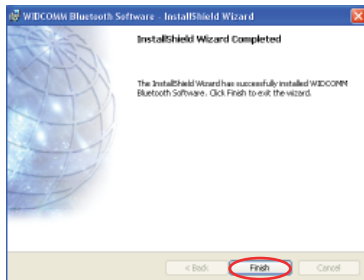 WIDCOMM Bluetooth Software - InstallShield Wizard
InstallShield Wizard Completed
The InstallShield Wizard has successfully installed WIDCOMM
Bluetooth Software. Click Finish to exit the wizard.
< Back
Finish
Cancel